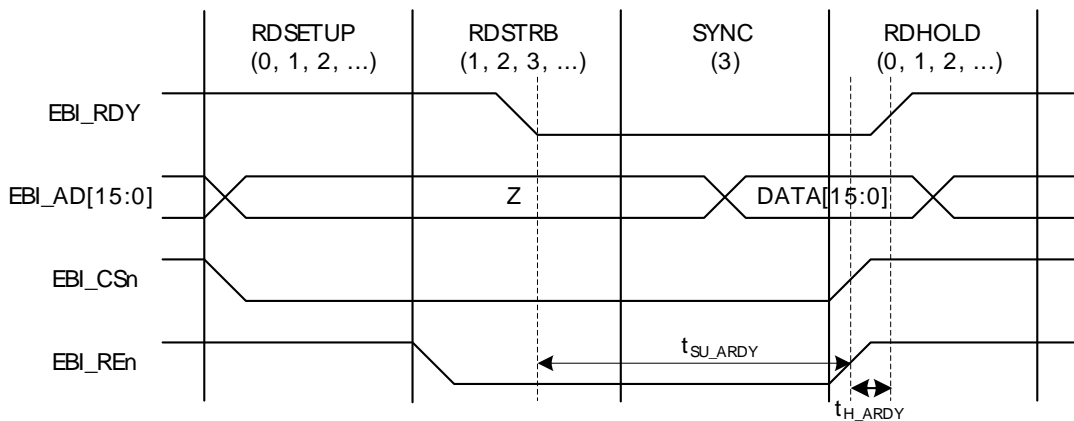 RDSETUP
(0, 1, 2, ...)
RDSTRB
(1, 2, 3, ...)
SYNC
(3)
RDHOLD
(0, 1, 2, ...)
EBI_RDY
EBI_AD[15:0]
Z
DATA[15:0]
EBI_CSn
EBI_REn
tSU_ARDY
tH_ARDY